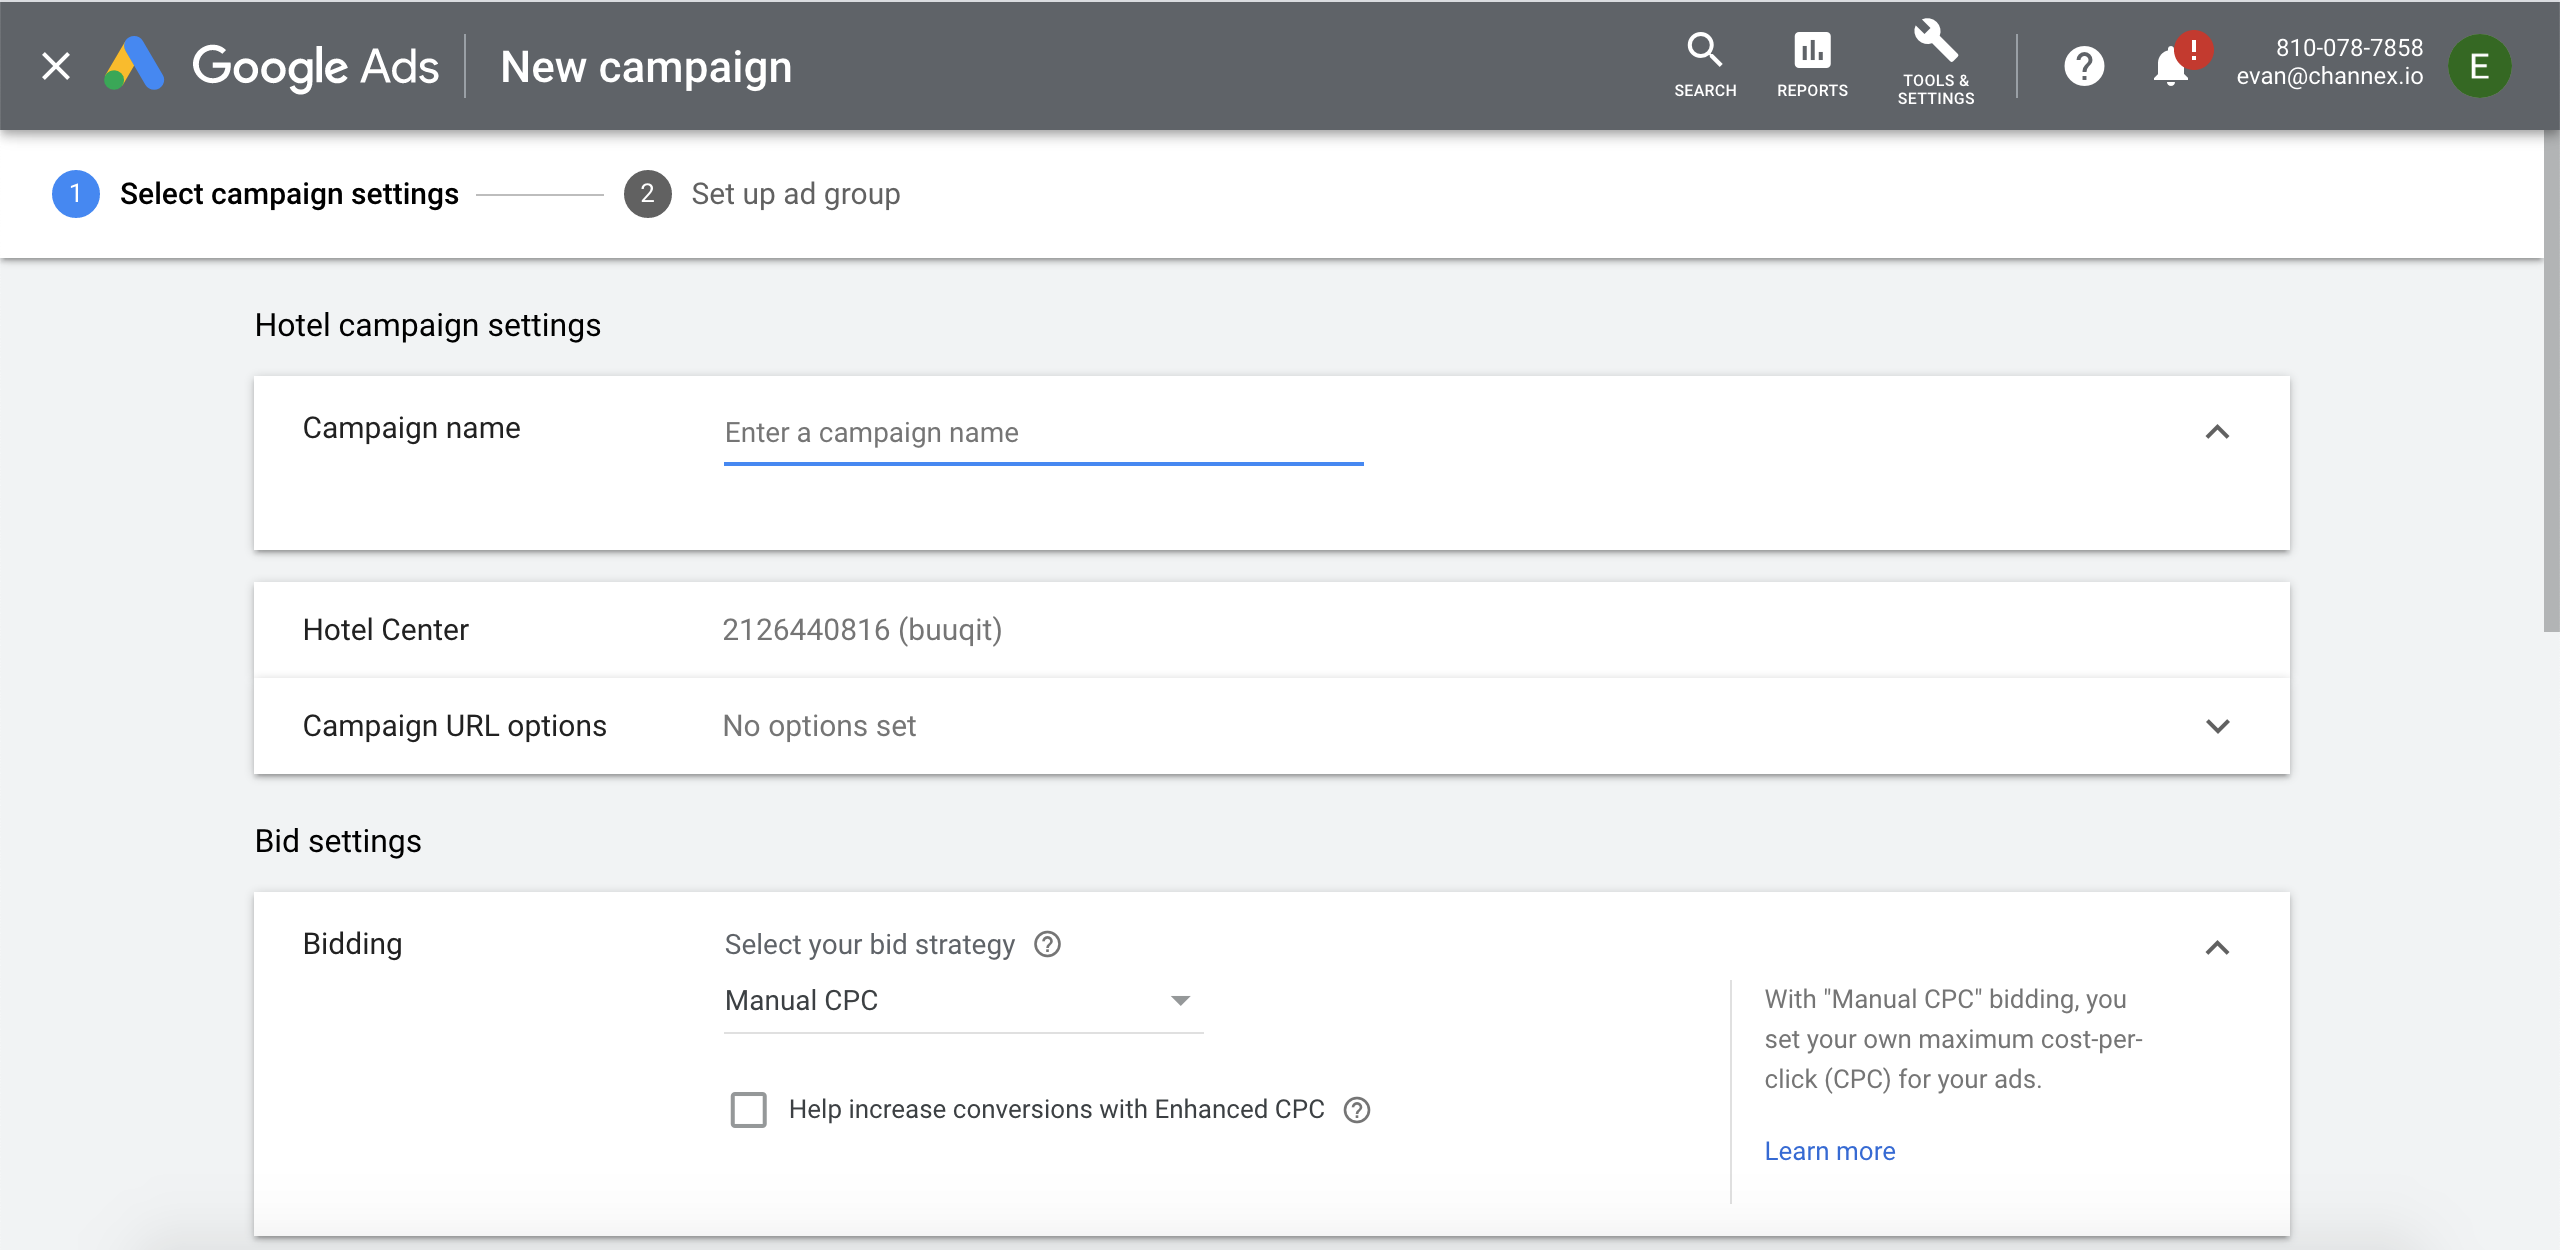 Google Ads
New campaign
SEARCH
REPORTS
TOOLS &
SETTINGS
?
!
810-078-7858
evan@channex.io
E
1 Select campaign settings
2 Set up ad group
Hotel campaign settings
Campaign name
Enter a campaign name
Hotel Center
2126440816 (buuqit)
Campaign URL options
No options set
Bid settings
Bidding
Select your bid strategy ?
Manual CPC
Help increase conversions with Enhanced CPC ?
With "Manual CPC" bidding, you
set your own maximum cost-per-
click (CPC) for your ads.
Learn more